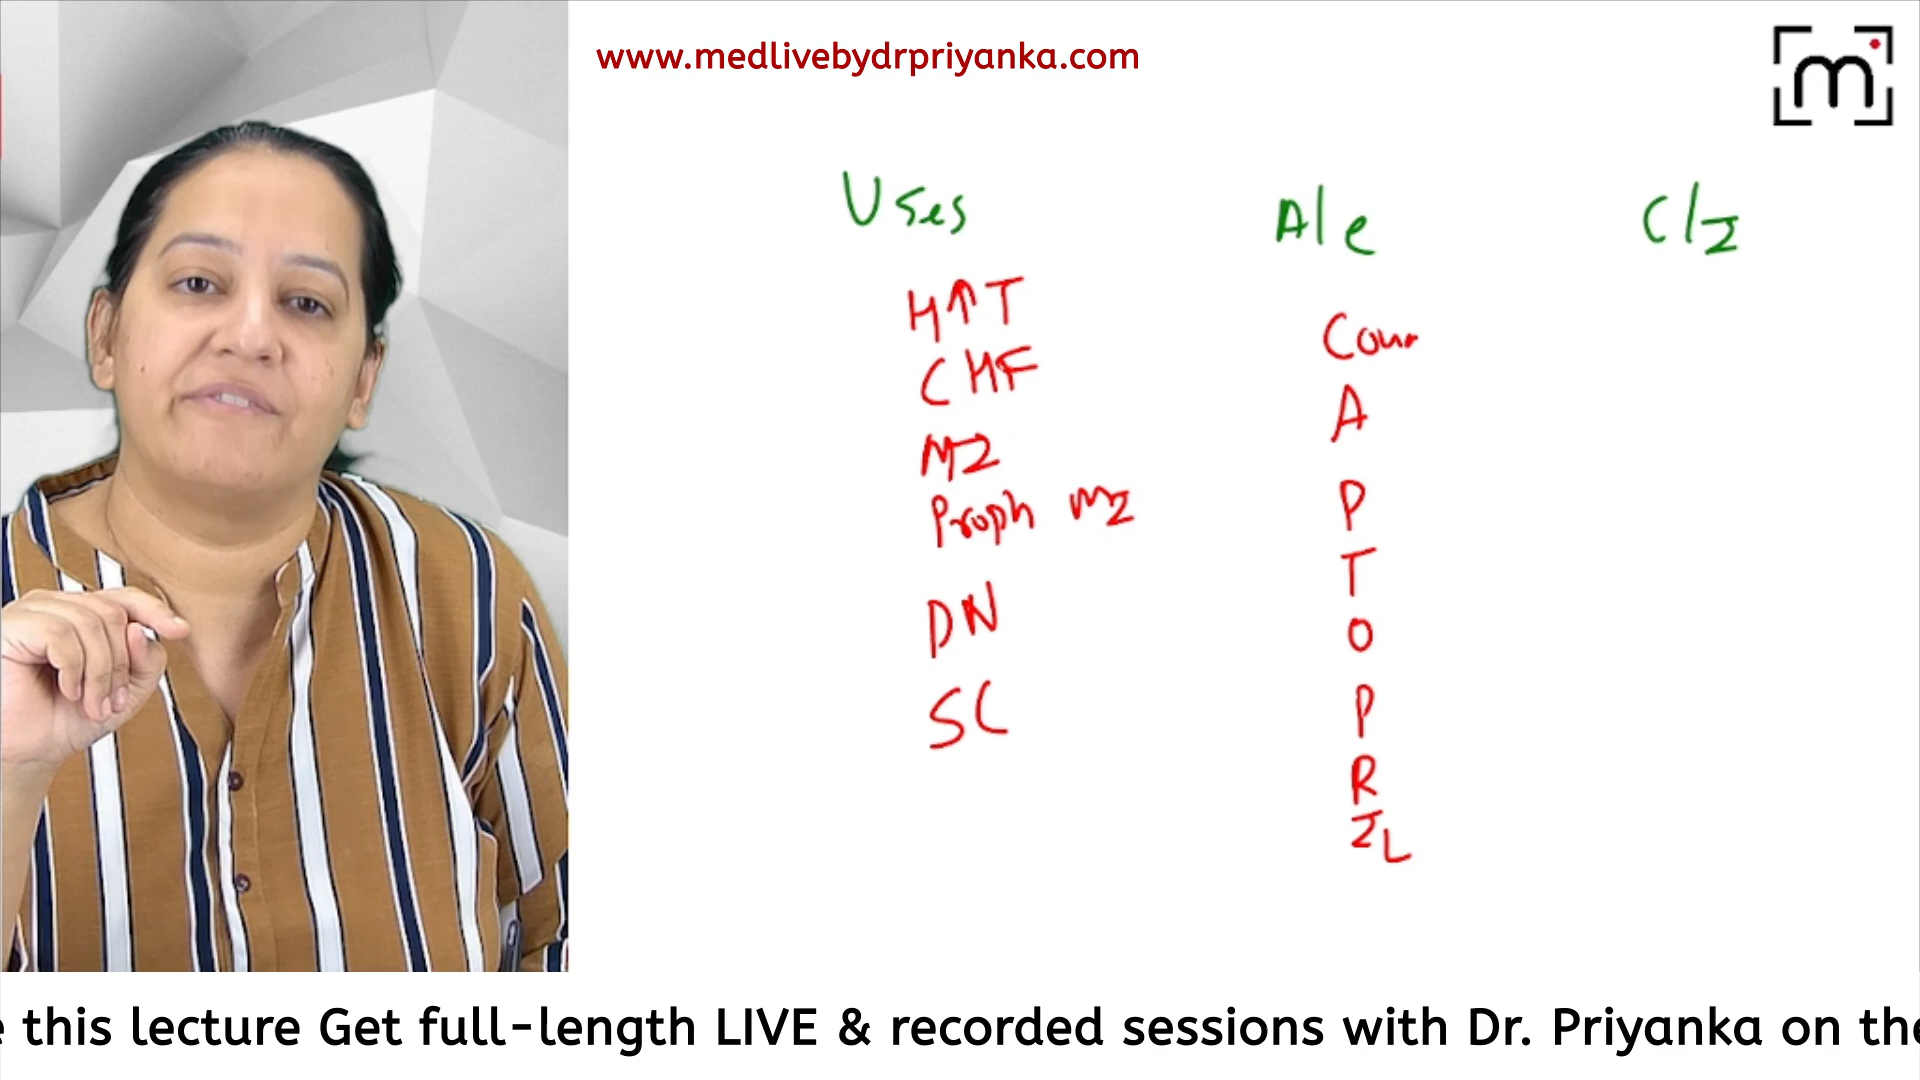 www.medlivebydrpriyanka.com
m
Uses A/e C/I
H↑T
CHF
MI
Proph MI
DN
SC
Cour
A
P
T
O
P
R
I L
this lecture Get full-length LIVE & recorded sessions with Dr. Priyanka on the